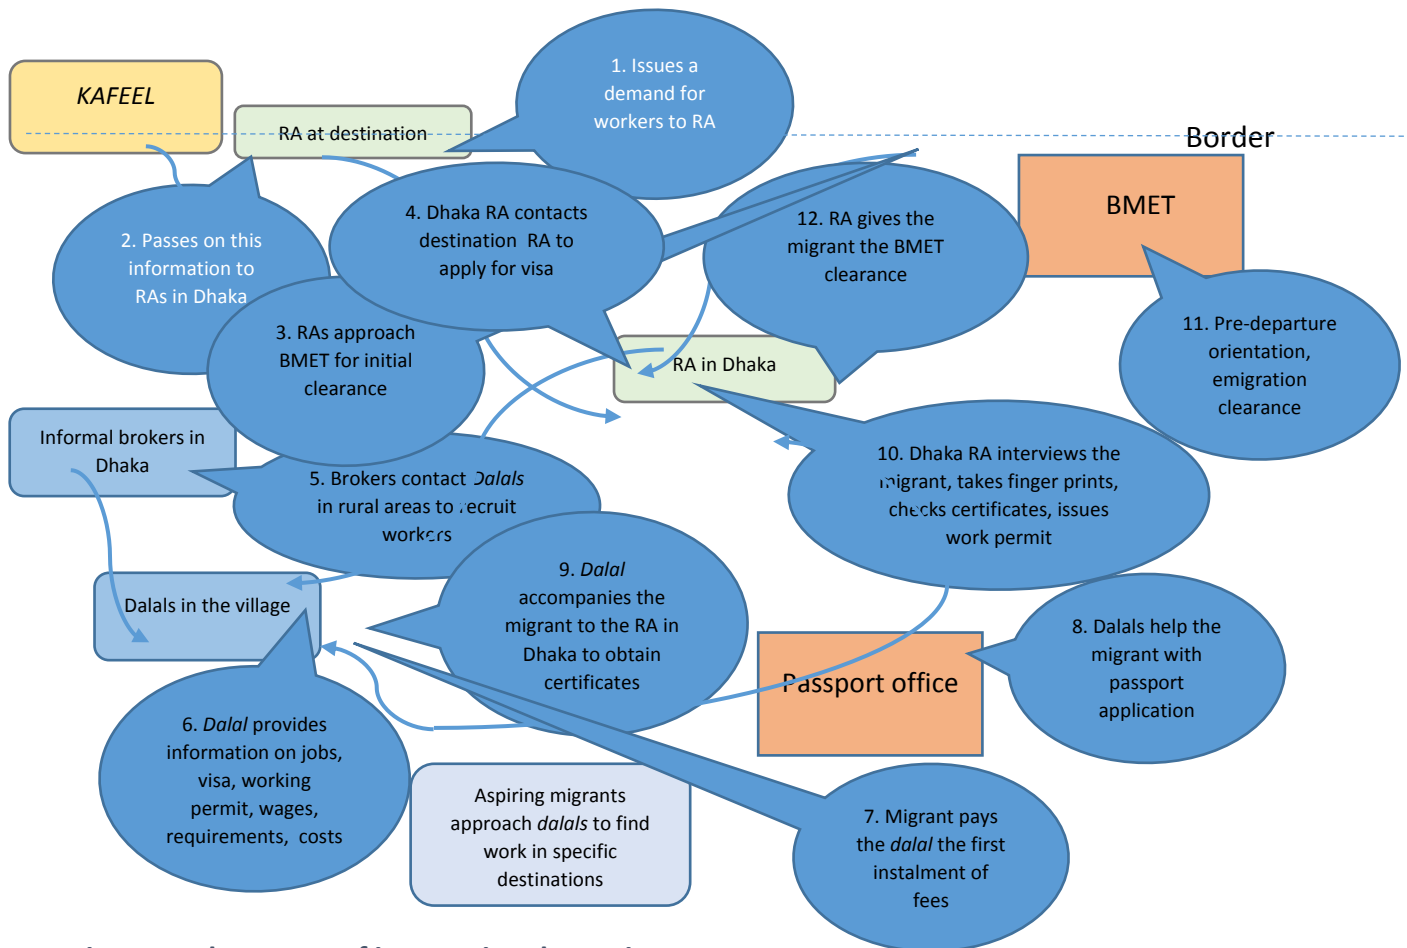 KAFEEL
RA at destination
1. Issues a
demand for
workers to RA
Border
BMET
2. Passes on this
information to
RAs in Dhaka
4. Dhaka RA contacts
destination RA to
apply for visa
12. RA gives the
migrant the BMET
clearance
3. RAs approach
BMET for initial
clearance
RA in Dhaka
11. Pre-departure
orientation,
emigration
clearance
Informal brokers in
Dhaka
5. Brokers contact Dalals
in rural areas to recruit
workers
10. Dhaka RA interviews the
migrant, takes finger prints,
checks certificates, issues
work permit
Dalals in the village
9. Dalal
accompanies the
migrant to the RA in
Dhaka to obtain
certificates
Passport office
8. Dalals help the
migrant with
passport
application
6. Dalal provides
information on jobs,
visa, working
permit, wages,
requirements, costs
Aspiring migrants
approach dalals to find
work in specific
destinations
7. Migrant pays
the dalal the first
instalment of
fees